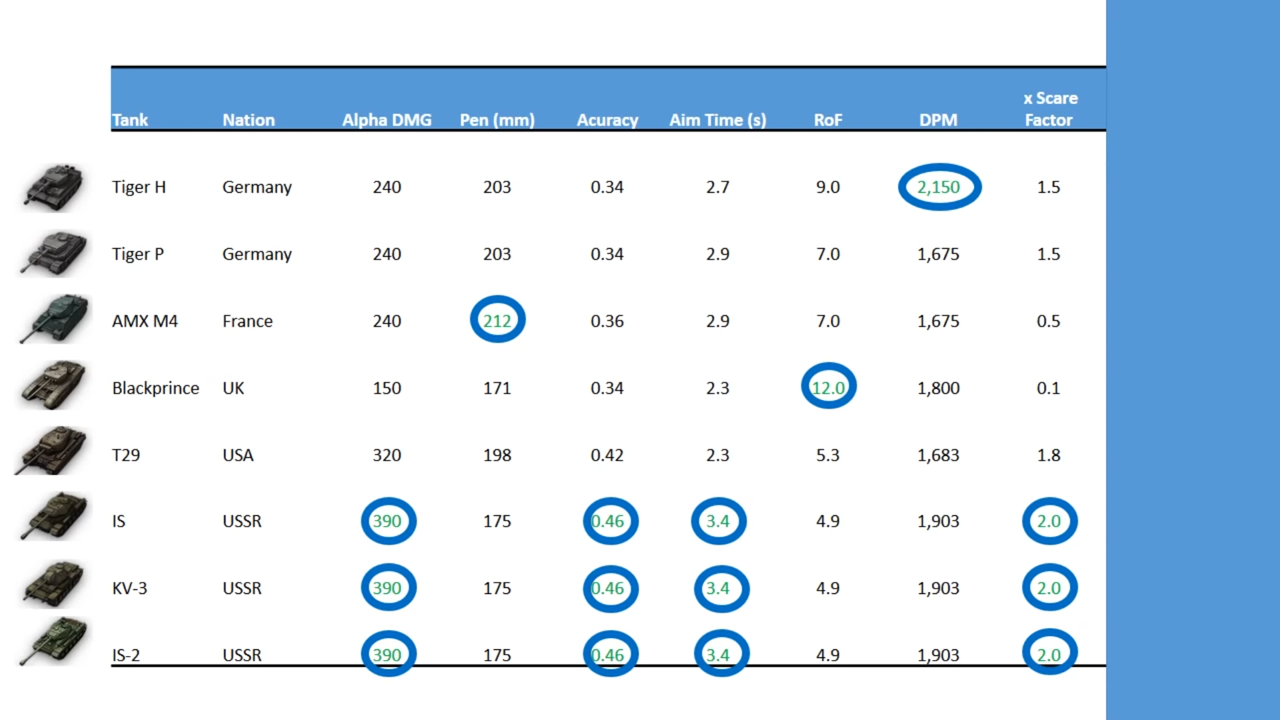 x Scare
Tank Nation Alpha DMG Pen (mm) Acuracy Aim Time (s) RoF DPM Factor
Tiger H Germany 240 203 0.34 2.7 9.0 2,150 1.5
Tiger P Germany 240 203 0.34 2.9 7.0 1,675 1.5
AMX M4 France 240 212 0.36 2.9 7.0 1,675 0.5
Blackprince UK 150 171 0.34 2.3 12.0 1,800 0.1
T29 USA 320 198 0.42 2.3 5.3 1,683 1.8
IS USSR 390 175 0.46 3.4 4.9 1,903 2.0
KV-3 USSR 390 175 0.46 3.4 4.9 1,903 2.0
IS-2 USSR 390 175 0.46 3.4 4.9 1,903 2.0